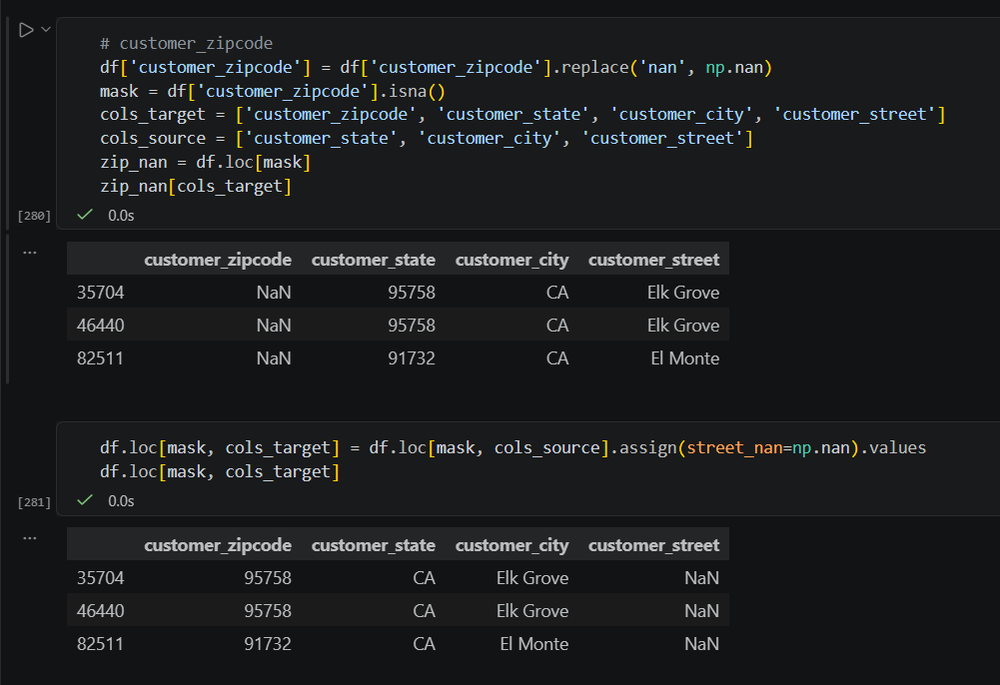 # customer_zipcode
df['customer_zipcode'] = df['customer_zipcode'].replace('nan', np.nan)
mask = df['customer_zipcode'].isna()
cols_target = ['customer_zipcode', 'customer_state', 'customer_city', 'customer_street']
cols_source = ['customer_state', 'customer_city', 'customer_street']
zip_nan = df.loc[mask]
zip_nan[cols_target]
[280] 0.0s
...
customer_zipcode customer_state customer_city customer_street
35704 NaN 95758 CA Elk Grove
46440 NaN 95758 CA Elk Grove
82511 NaN 91732 CA El Monte
df.loc[mask, cols_target] = df.loc[mask, cols_source].assign(street_nan=np.nan).values
df.loc[mask, cols_target]
[281] 0.0s
...
customer_zipcode customer_state customer_city customer_street
35704 95758 CA Elk Grove NaN
46440 95758 CA Elk Grove NaN
82511 91732 CA El Monte NaN